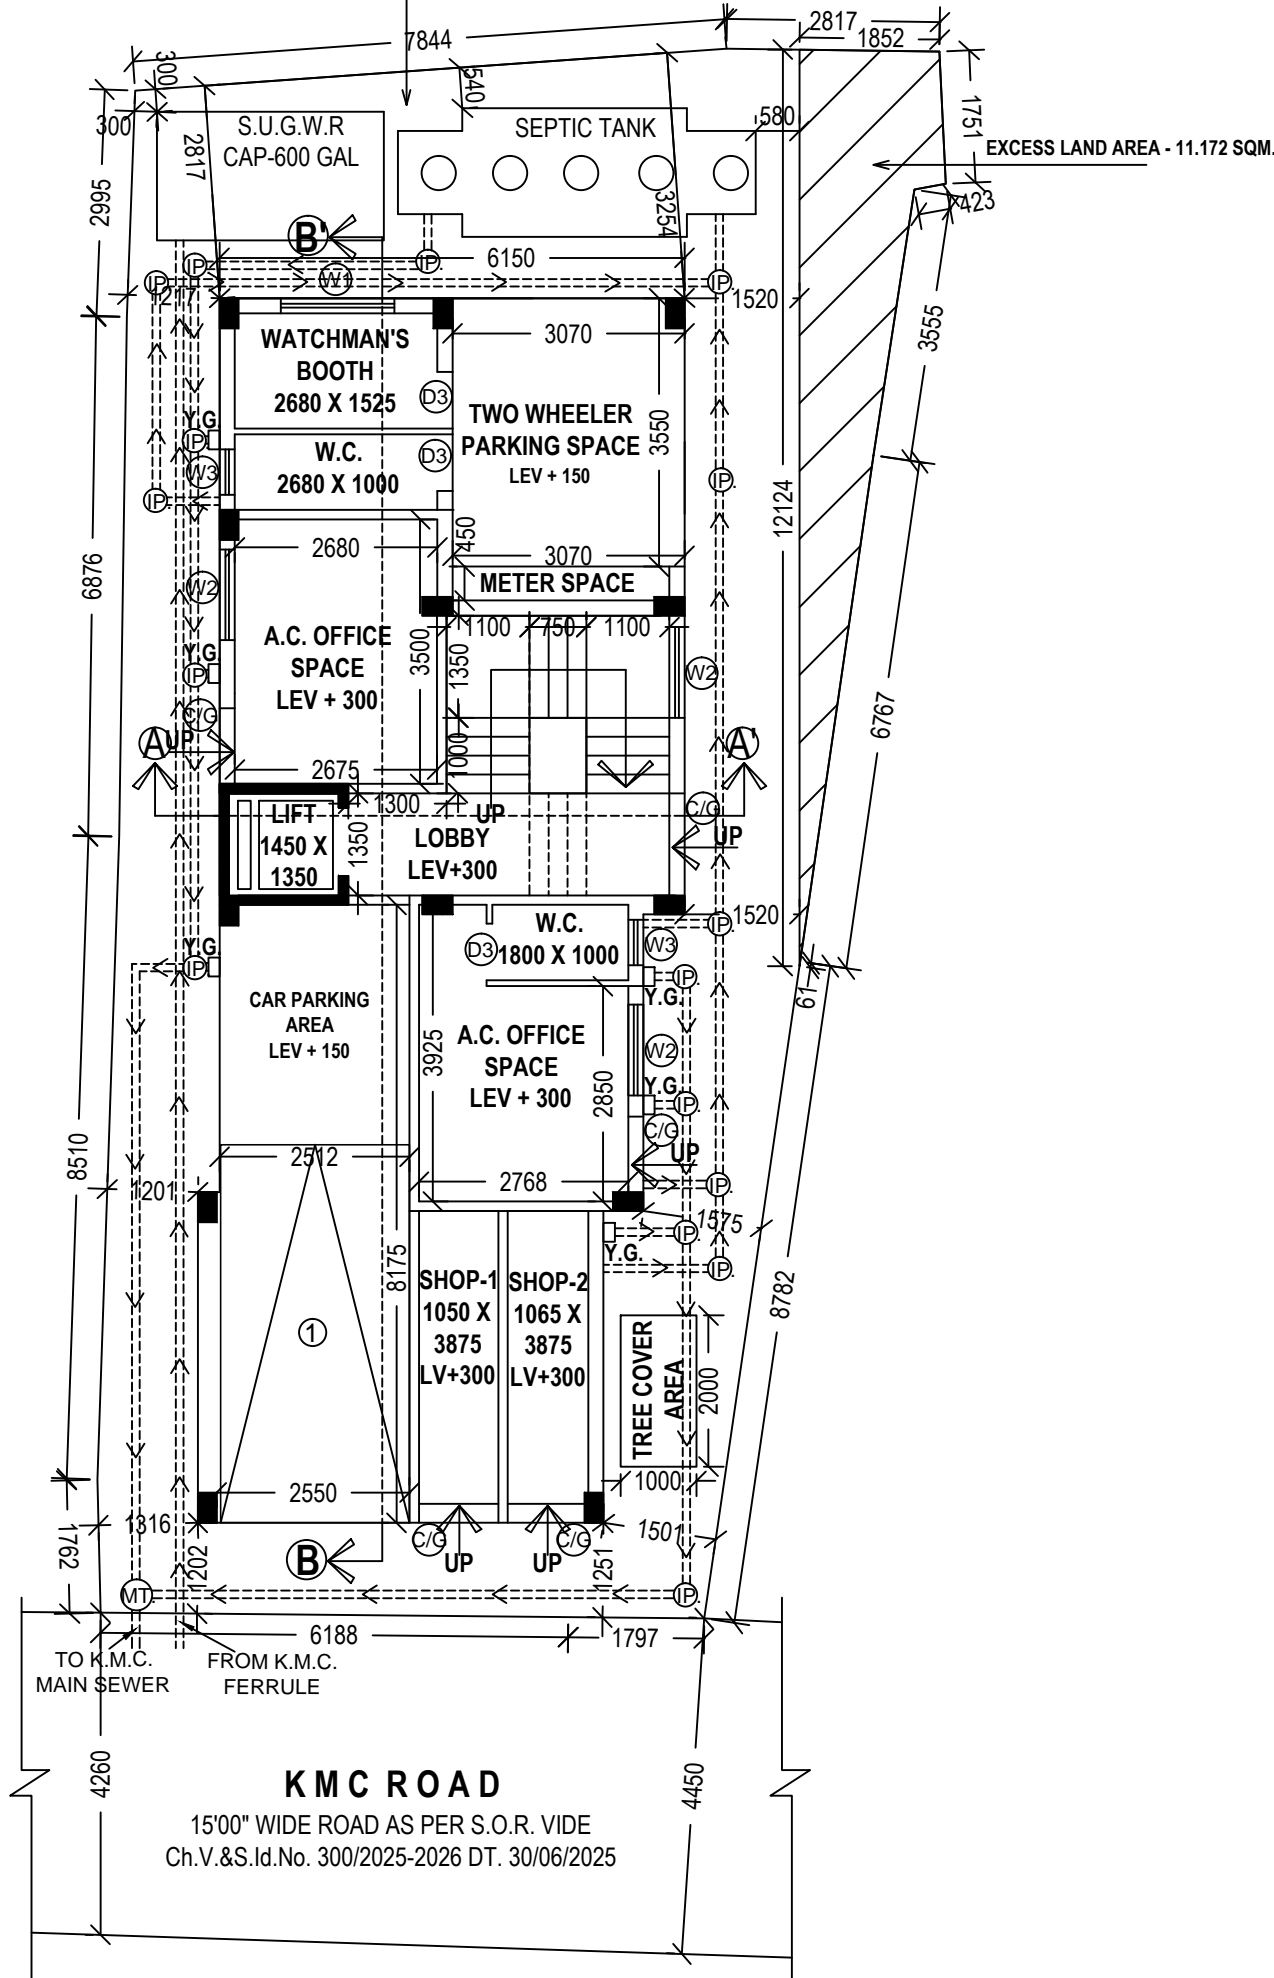 2817
1852
7844
300
540
1751
300
S.U.G.W.R
CAP-600 GAL
SEPTIC TANK
580
2817
EXCESS LAND AREA - 11.172 SQM.
2995
3254
423
B'
6150
IP.
IP.
IP.
W1
IP.
1217
1520
WATCHMAN'S
BOOTH
2680 X 1525
3070
3555
D3
TWO WHEELER
PARKING SPACE
LEV + 150
3550
Y.G.
IP.
W.C.
2680 X 1000
D3
W3
IP.
IP.
12124
450
2680
3070
METER SPACE
6876
W2
1100
750
1100
A.C. OFFICE
SPACE
LEV + 300
3500
1350
Y.G.
IP.
W2
C/G
6767
A
UP
A'
2675
1000
1300
UP
C/G
LIFT
1450 X
1350
1350
LOBBY
LEV+300
UP
8510
W.C.
1800 X 1000
D3
W3
IP.
1520
Y.G.
IP.
IP.
Y.G.
61
CAR PARKING
AREA
LEV + 150
3925
A.C. OFFICE
SPACE
LEV + 300
2850
W2
Y.G.
IP.
C/G
2512
UP
2768
1201
IP.
1575
IP.
Y.G.
IP.
8175
SHOP-1
1050 X
3875
LV+300
SHOP-2
1065 X
3875
LV+300
8782
1
TREE COVER
AREA
2000
1000
2550
1316
1501
1762
1202
B
C/G
UP
UP
C/G
1251
MT.
IP.
6188
1797
TO K.M.C.
MAIN SEWER
FROM K.M.C.
FERRULE
4260
4450
KMC ROAD
15'00" WIDE ROAD AS PER S.O.R. VIDE
Ch.V.&S.Id.No. 300/2025-2026 DT. 30/06/2025